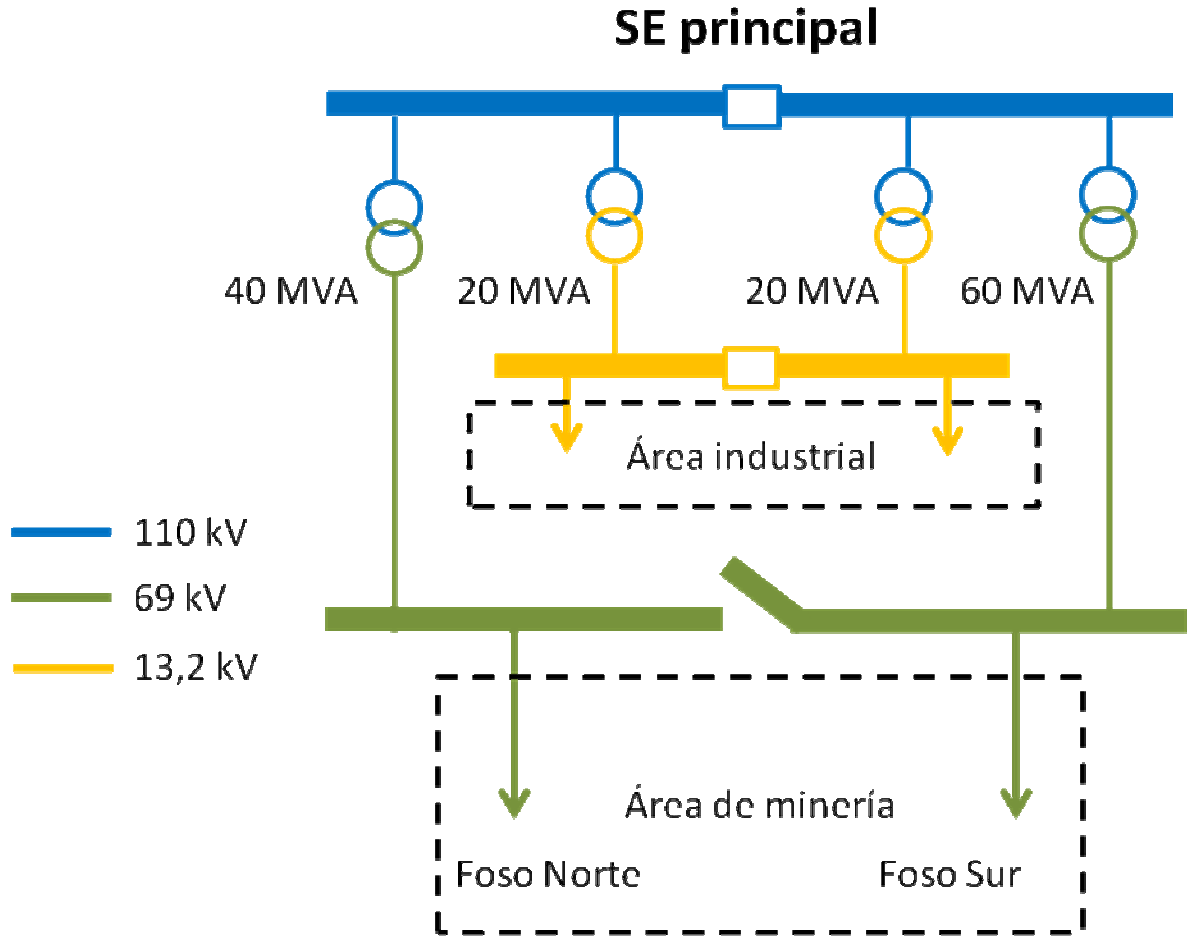 SE principal
40 MVA
20 MVA
20 MVA
60 MVA
Área industrial
110 kV
69 kV
13,2 kV
Área de minería
Foso Norte
Foso Sur